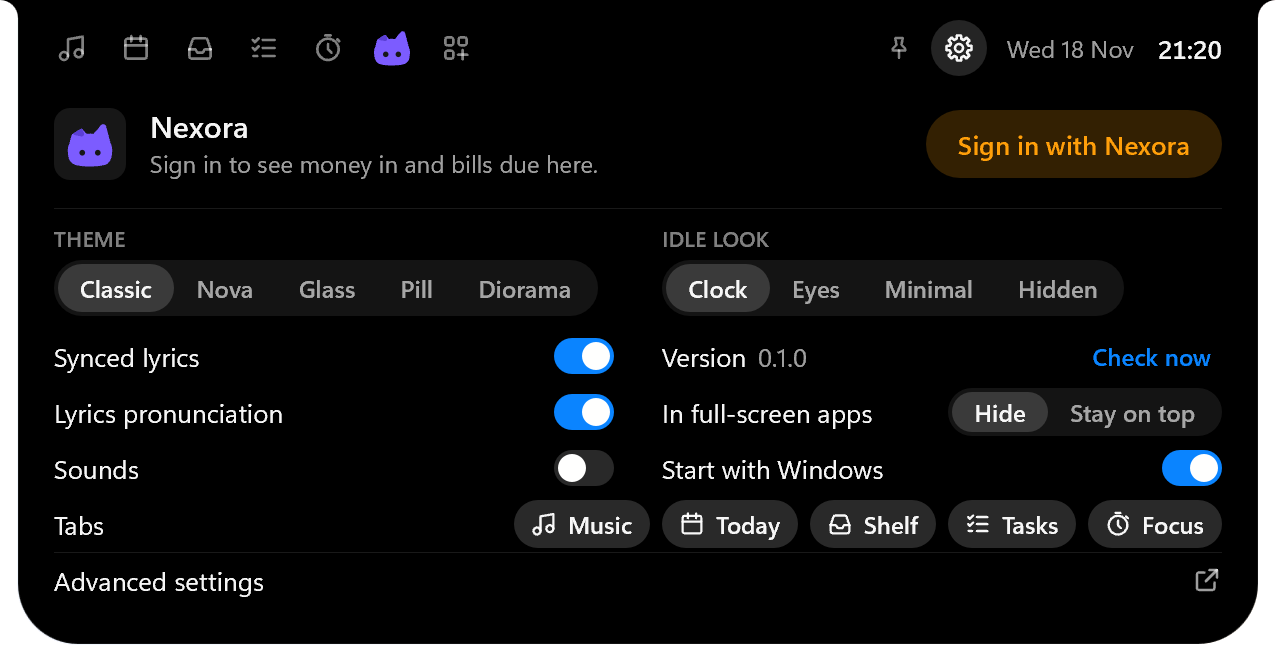 Wed 18 Nov 21:20
Nexora
Sign in to see money in and bills due here.
Sign in with Nexora
THEME
Classic Nova Glass Pill Diorama
IDLE LOOK
Clock Eyes Minimal Hidden
Synced lyrics
Version 0.1.0 Check now
Lyrics pronunciation
In full-screen apps Hide Stay on top
Sounds
Start with Windows
Tabs Music Today Shelf Tasks Focus
Advanced settings